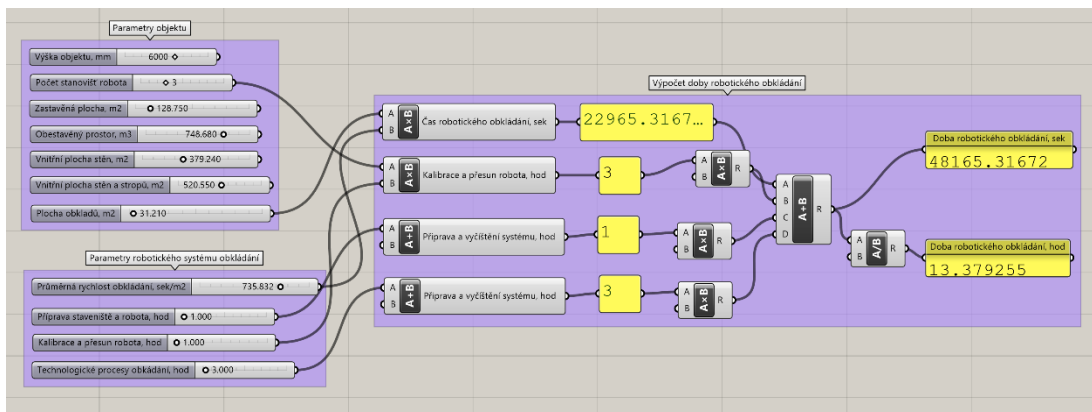 Parametry objektu
Výška objektu, mm 6000
Počet stanovišť robota 3
Zastavěná plocha, m2 128.750
Obestavěný prostor, m3 748.680
Vnitřní plocha stěn, m2 379.240
Vnitřní plocha stěn a stropů, m2 520.550
Plocha obkladů, m2 31.210
Parametry robotického systému obkládání
Průměrná rychlost obkládání, sek/m2 735.832
Příprava staveniště a robota, hod 1.000
Kalibrace a přesun robota, hod 1.000
Technologické procesy obkádání, hod 3.000
Výpočet doby robotického obkládání
A
B
A×B
Čas robotického obkládání, sek
22965.3167…
A
B
A×B
Kalibrace a přesun robota, hod
3
A
B
A×B
R
A
B
A+B
Příprava a vyčíštění systému, hod
1
A
B
A×B
R
A
B
A+B
Příprava a vyčíštění systému, hod
3
A
B
A×B
R
A
B
C
D
A+B
R
A
B
A/B
R
Doba robotického obkládání, sek
48165.31672
Doba robotického obkládání, hod
13.379255